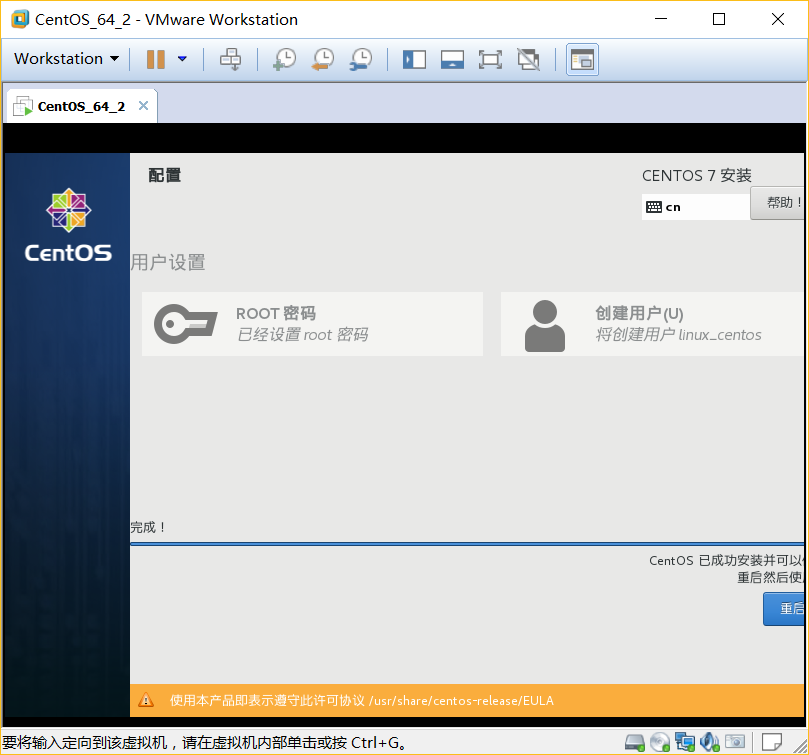 CentOS_64_2 - VMware Workstation
Workstation
CentOS_64_2
配置
CENTOS 7 安装
cn
帮助！
CentOS
用户设置
ROOT 密码
已经设置 root 密码
创建用户(U)
将创建用户 linux_centos
完成！
CentOS 已成功安装并可以
重启然后使
重启
使用本产品即表示遵守此许可协议 /usr/share/centos-release/EULA
要将输入定向到该虚拟机，请在虚拟机内部单击或按 Ctrl+G。